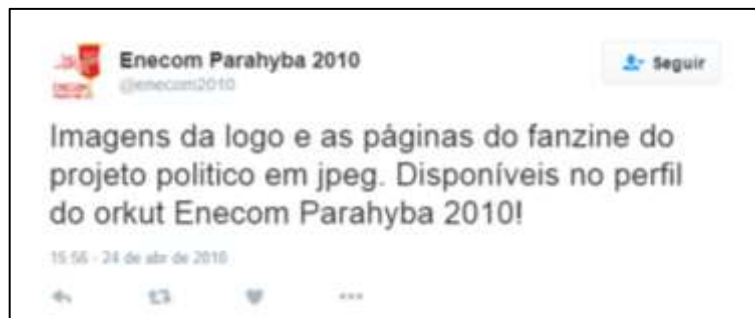 Enecom Parahyba 2010
@enecom2010
Seguir
Imagens da logo e as páginas do fanzine do
projeto politico em jpeg. Disponíveis no perfil
do orkut Enecom Parahyba 2010!
15:56 - 24 de abr de 2010